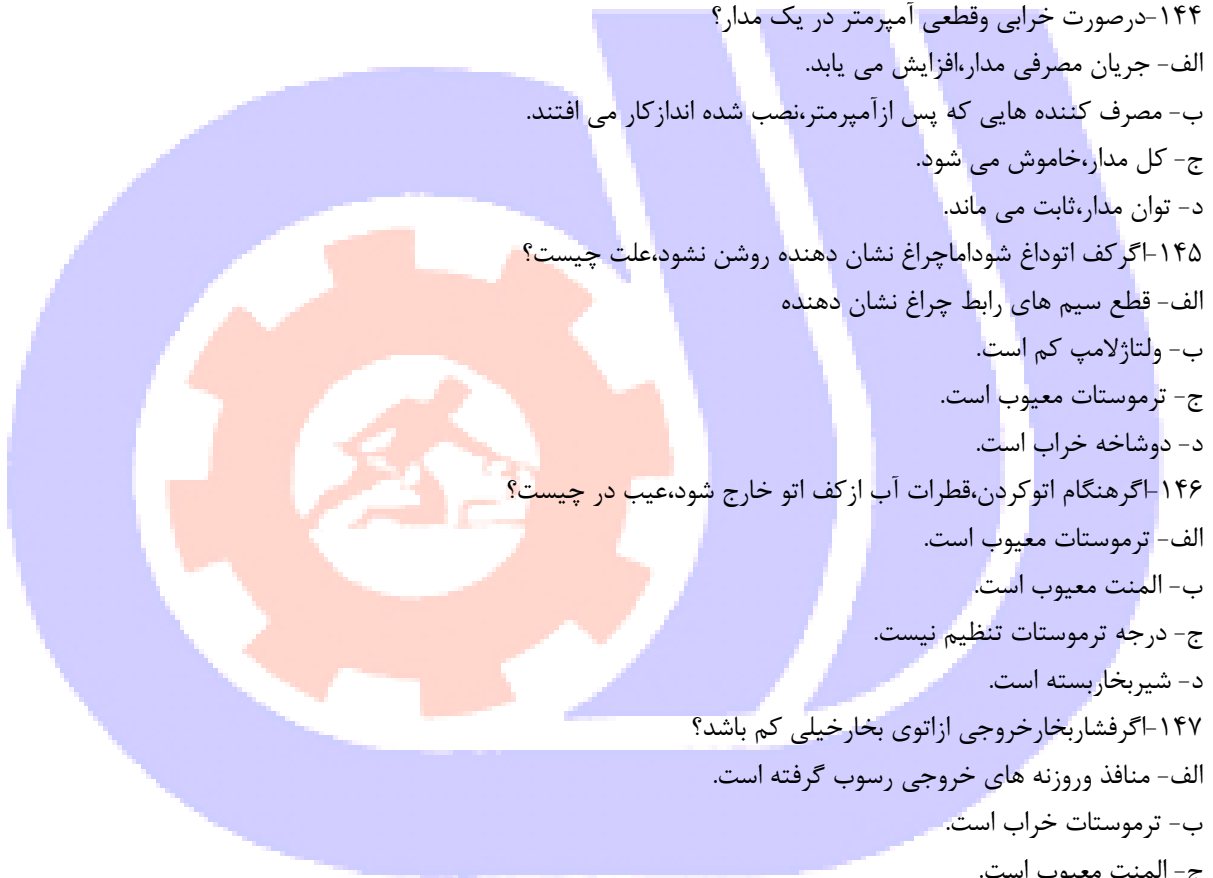 ۱۴۴-درصورت خرابی وقطعی آمپرمتر در یک مدار؟
الف- جریان مصرفی مدار،افزایش می یابد.
ب- مصرف کننده هایی که پس ازآمپرمتر،نصب شده اندازکار می افتند.
ج- کل مدار،خاموش می شود.
د- توان مدار،ثابت می ماند.
۱۴۵-اگرکف اتوداغ شوداماچراغ نشان دهنده روشن نشود،علت چیست؟
الف- قطع سیم های رابط چراغ نشان دهنده
ب- ولتاژلامپ کم است.
ج- ترموستات معیوب است.
د- دوشاخه خراب است.
۱۴۶-اگرهنگام اتوکردن،قطرات آب ازکف اتو خارج شود،عیب در چیست؟
الف- ترموستات معیوب است.
ب- المنت معیوب است.
ج- درجه ترموستات تنظیم نیست.
د- شیربخاربسته است.
۱۴۷-اگرفشاربخارخروجی ازاتوی بخارخیلی کم باشد؟
الف- منافذ وروزنه های خروجی رسوب گرفته است.
ب- ترموستات خراب است.
ج- المنت معیوب است.